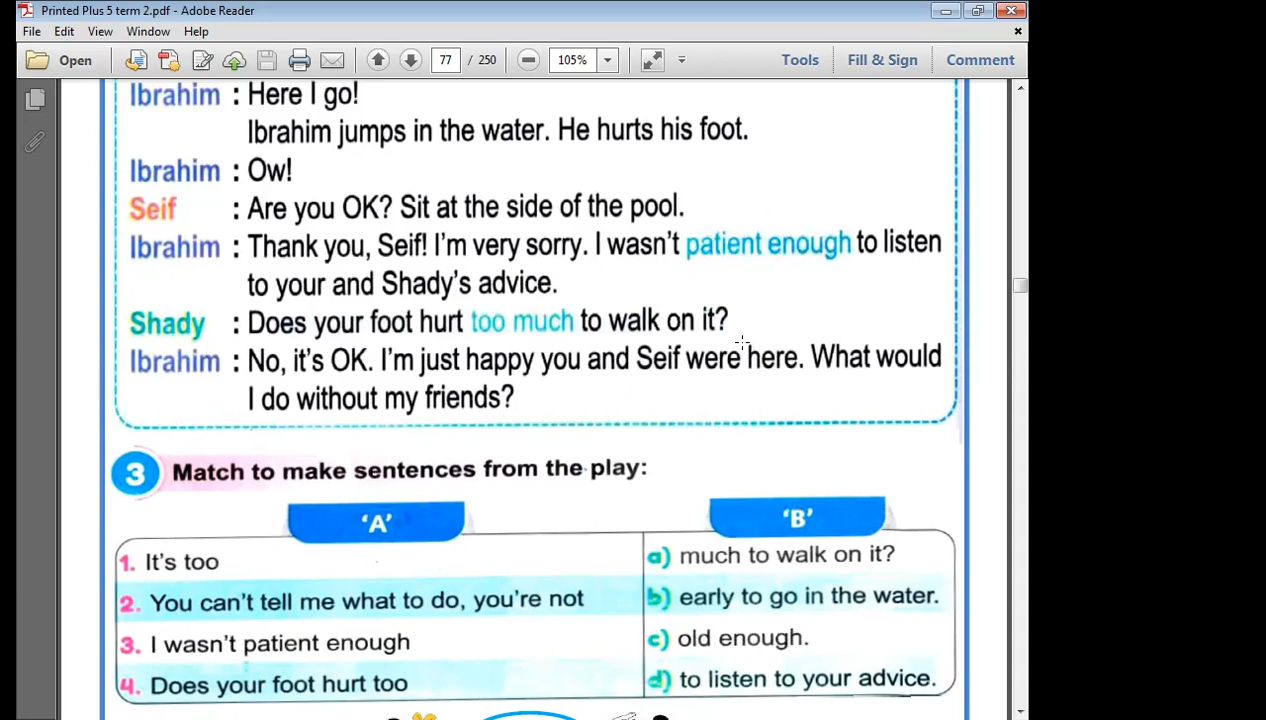 Printed Plus 5 term 2.pdf - Adobe Reader
File Edit View Window Help
Open 77 / 250 105% Tools Fill & Sign Comment
Ibrahim : Here I go!
Ibrahim jumps in the water. He hurts his foot.
Ibrahim : Ow!
Seif : Are you OK? Sit at the side of the pool.
Ibrahim : Thank you, Seif! I'm very sorry. I wasn't patient enough to listen
to your and Shady's advice.
Shady : Does your foot hurt too much to walk on it?
Ibrahim : No, it's OK. I'm just happy you and Seif were here. What would
I do without my friends?
3 Match to make sentences from the play:
'A' 'B'
1. It's too a) much to walk on it?
2. You can't tell me what to do, you're not b) early to go in the water.
3. I wasn't patient enough c) old enough.
4. Does your foot hurt too d) to listen to your advice.